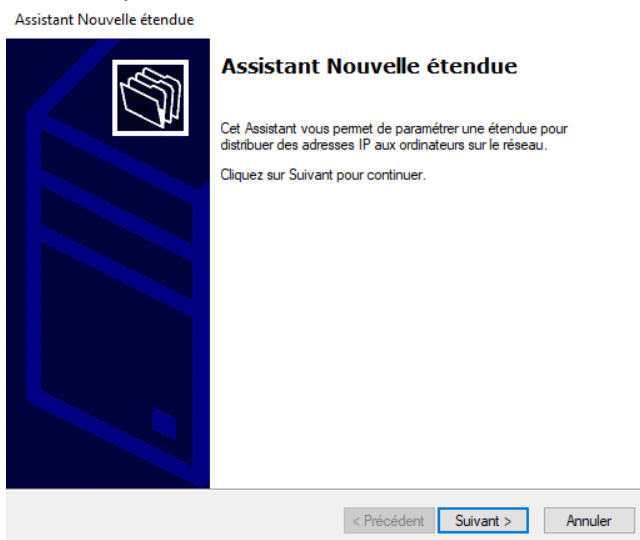 Assistant Nouvelle étendue
Assistant Nouvelle étendue
Cet Assistant vous permet de paramétrer une étendue pour
distribuer des adresses IP aux ordinateurs sur le réseau.
Cliquez sur Suivant pour continuer.
< Précédent Suivant > Annuler